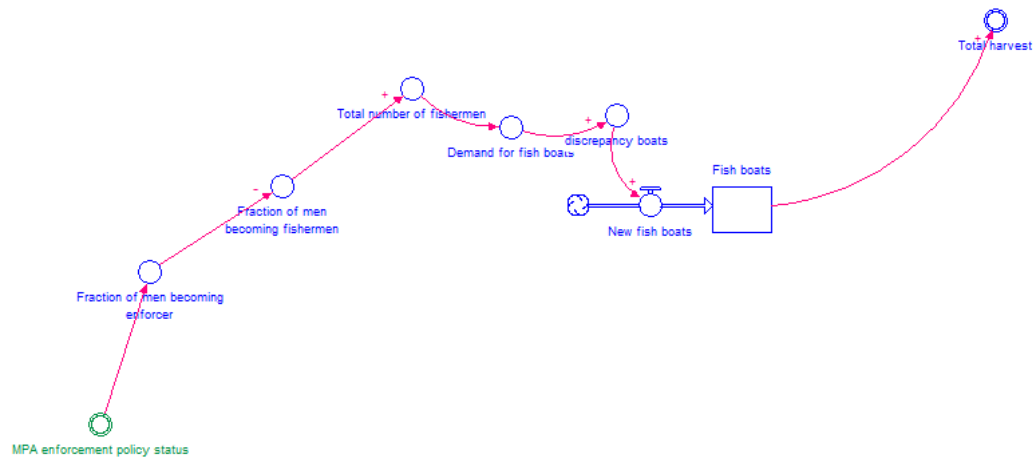 Total harvest
+
+
Total number of fishermen
+
discrepancy boats
Demand for fish boats
Fish boats
+
-
Fraction of men
becoming fishermen
New fish boats
Fraction of men becoming
enforcer
MPA enforcement policy status